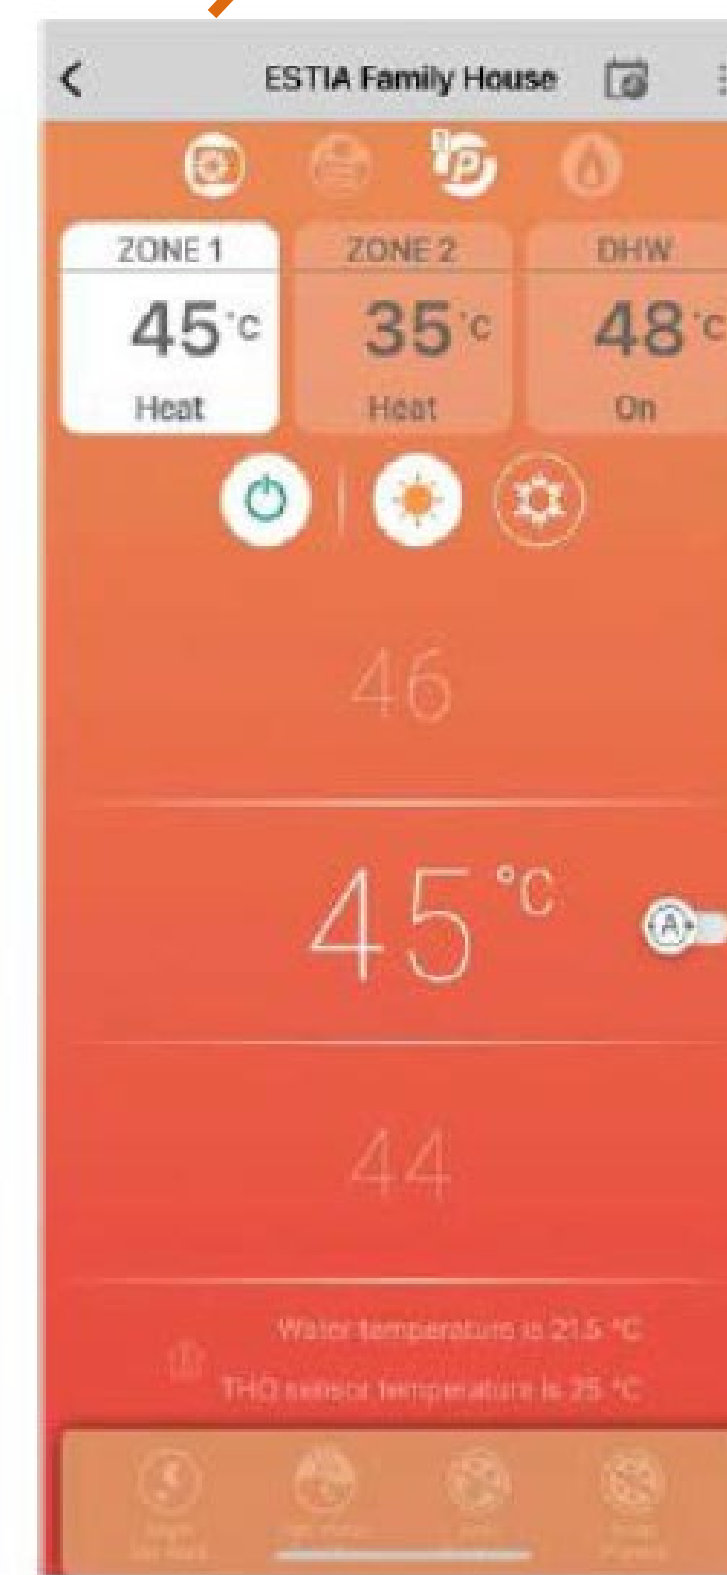 ESTIA Family House
1 P
ZONE 1 ZONE 2 DHW
45 °C 35 °C 48 °C
Heat Heat On
46
45 °C
A
44
Water temperature is 21.5 °C
sensor temperature is 25 °C